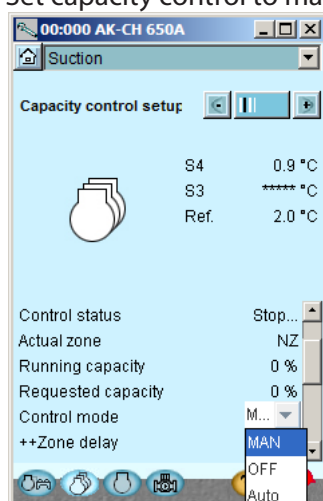 Set capacity control to ma
00:000 AK-CH 650A
Suction
Capacity control setup
S4 0.9 °C
S3 ***** °C
Ref. 2.0 °C
Control status Stop...
Actual zone NZ
Running capacity 0 %
Requested capacity 0 %
Control mode M...
++Zone delay MAN
OFF
Auto